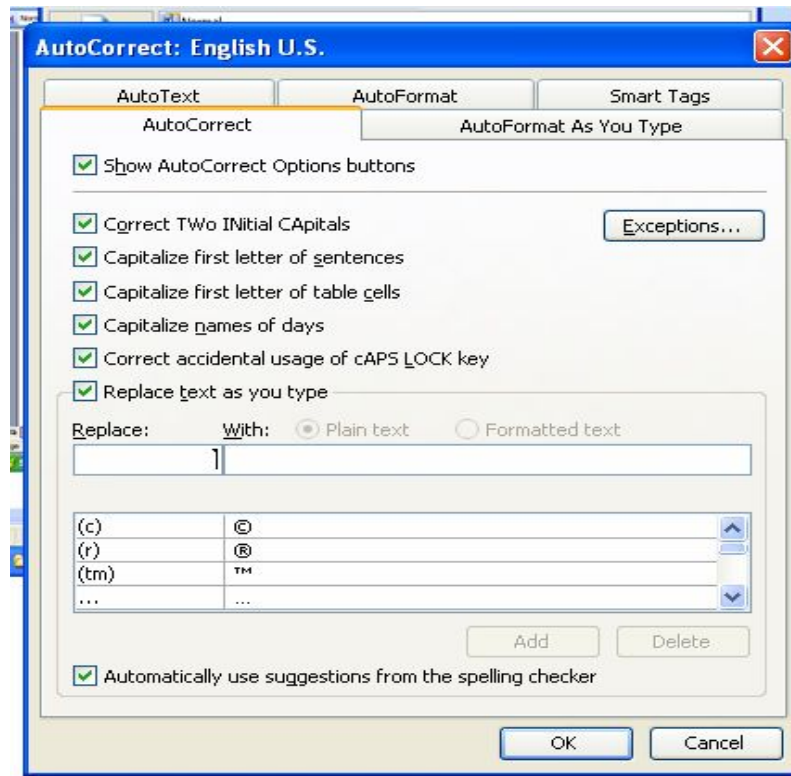 Normal
AutoCorrect: English U.S.
AutoText AutoFormat Smart Tags
AutoCorrect AutoFormat As You Type
Show AutoCorrect Options buttons
Correct TWo INitial CApitals Exceptions...
Capitalize first letter of sentences
Capitalize first letter of table cells
Capitalize names of days
Correct accidental usage of cAPS LOCK key
Replace text as you type
Replace: With: Plain text Formatted text
(c) ©
(r) ®
(tm) ™
... ...
Add Delete
Automatically use suggestions from the spelling checker
OK Cancel